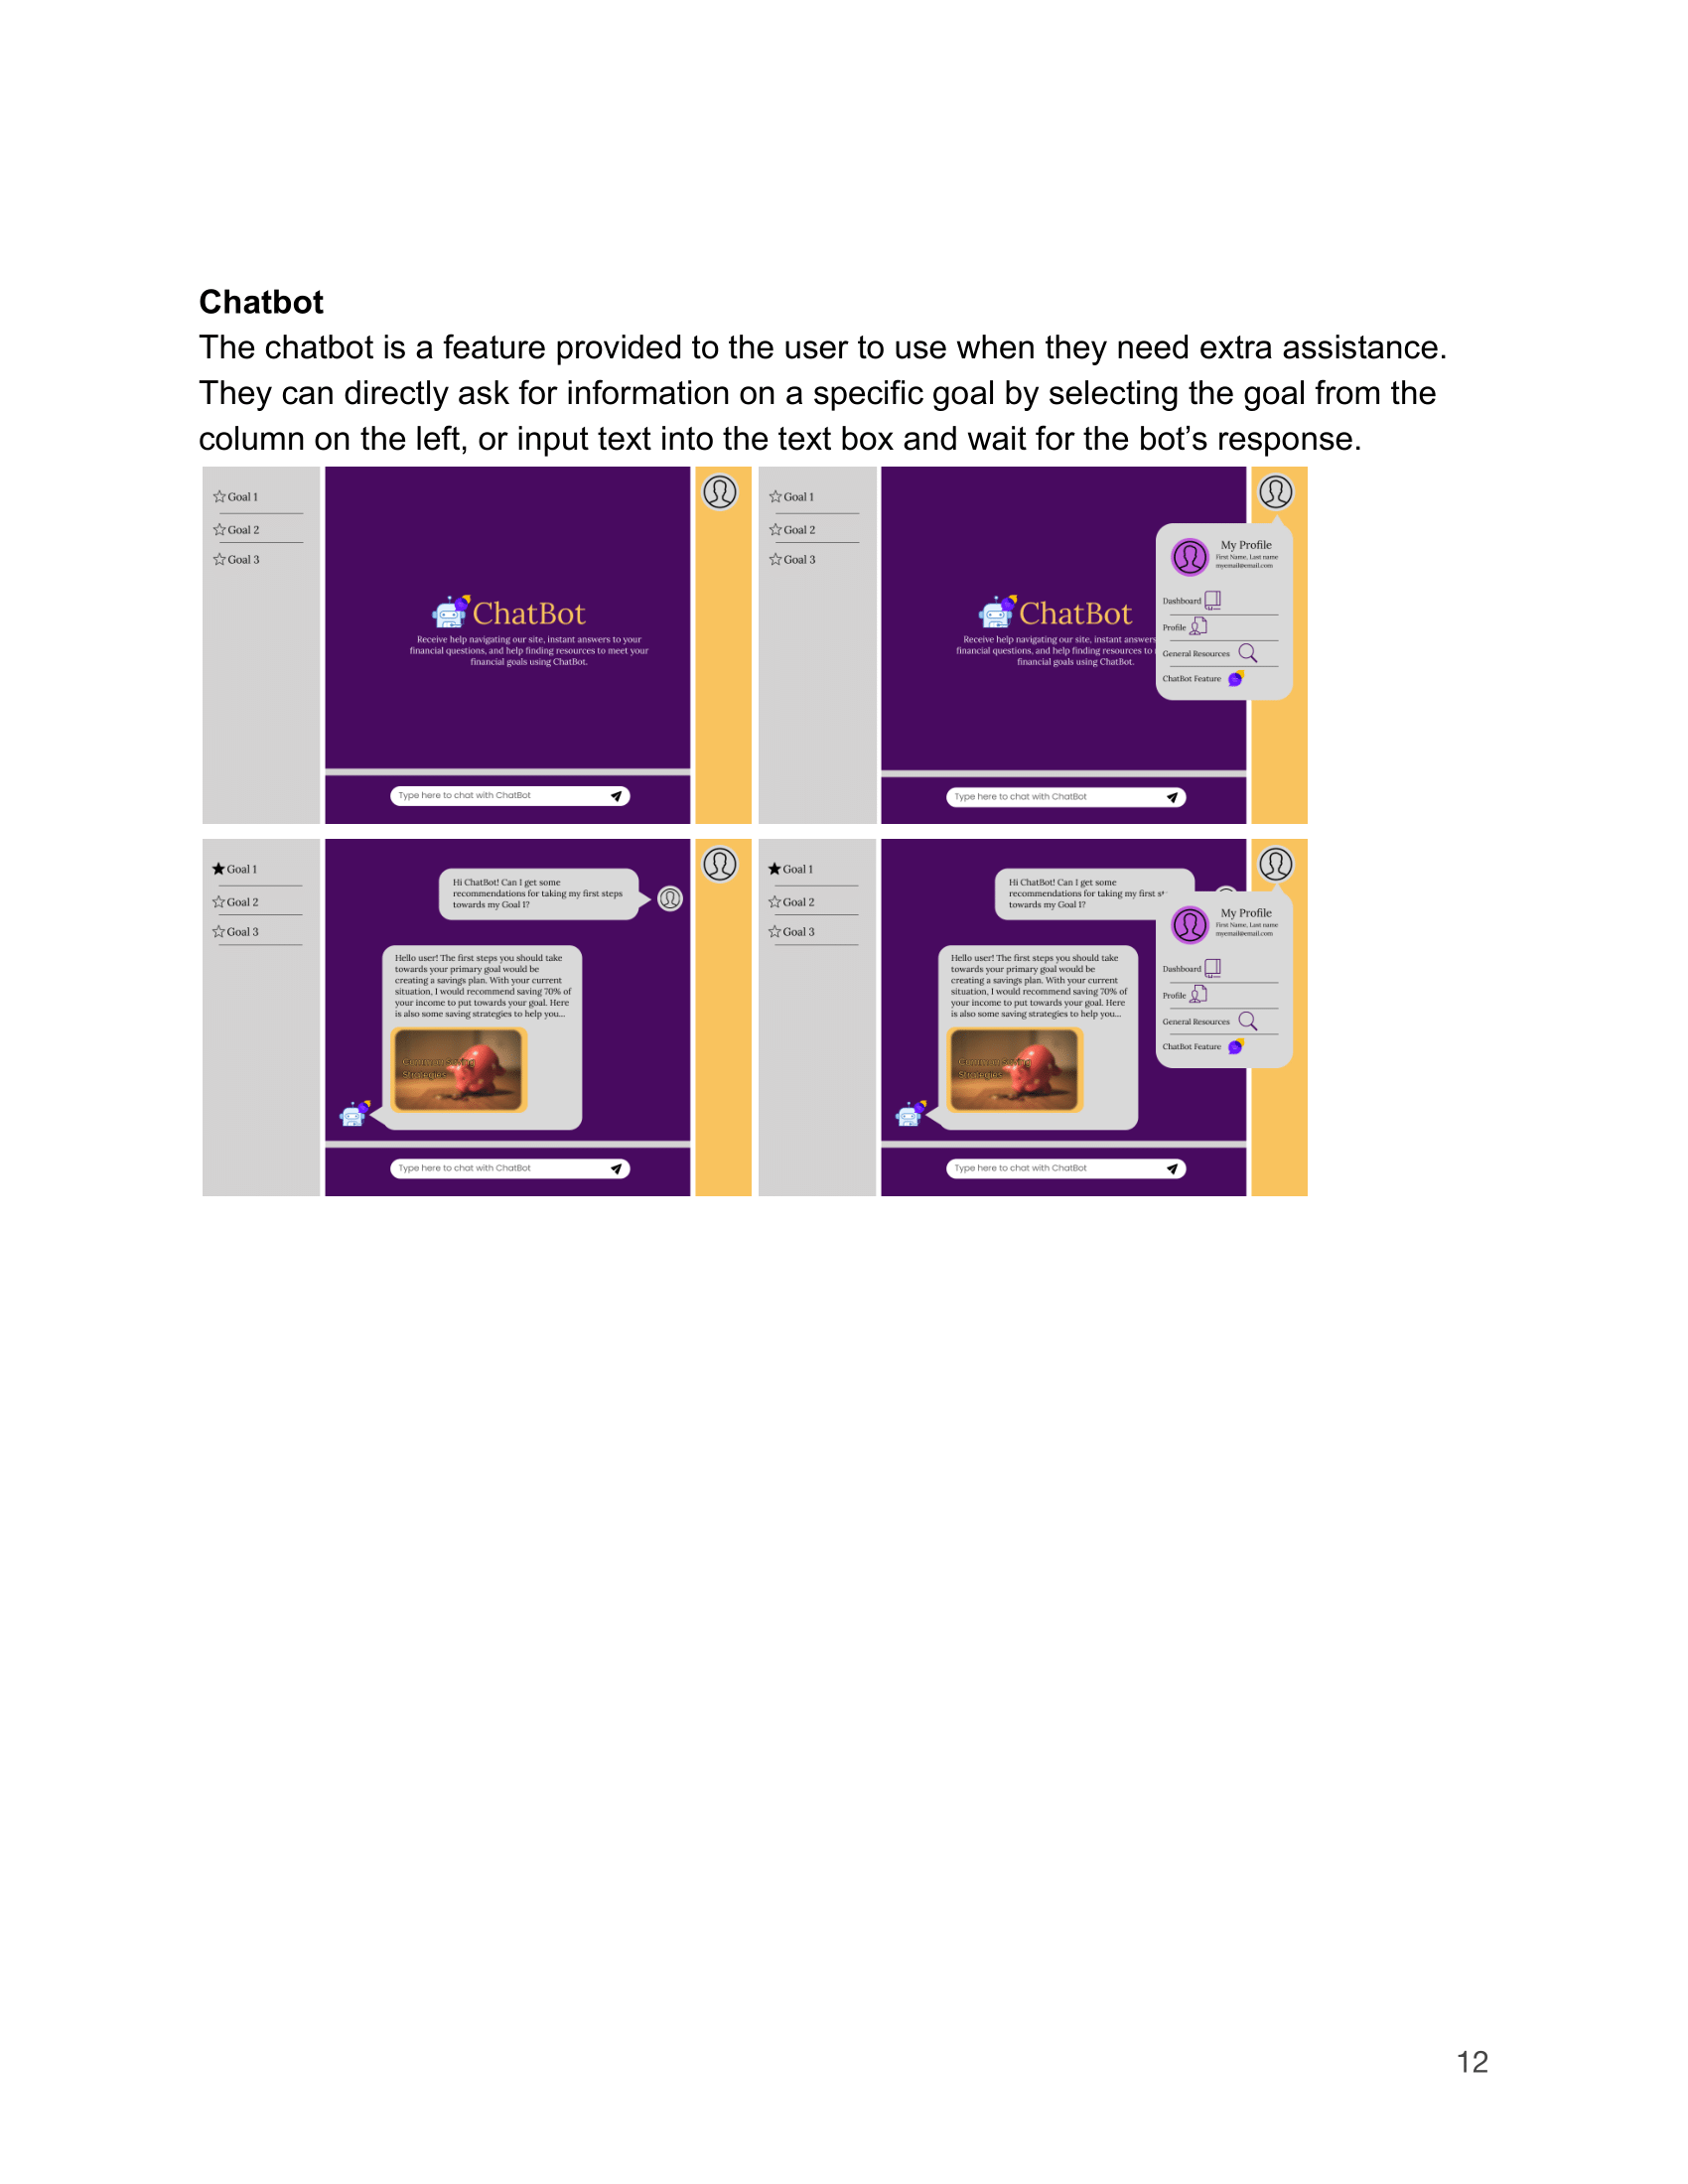 Chatbot
The chatbot is a feature provided to the user to use when they need extra assistance.
They can directly ask for information on a specific goal by selecting the goal from the
column on the left, or input text into the text box and wait for the bot’s response.
Goal 1
Goal 2
Goal 3
ChatBot
Receive help navigating our site, instant answers to your
financial questions, and help finding resources to meet your
financial goals using ChatBot.
Type here to chat with ChatBot
Goal 1
Goal 2
Goal 3
ChatBot
Receive help navigating our site, instant answers
financial questions, and help finding resources to
financial goals using ChatBot.
My Profile
First Name, Last name
myemail@email.com
Dashboard
Profile
General Resources
ChatBot Feature
Type here to chat with ChatBot
Goal 1
Goal 2
Goal 3
Hi ChatBot! Can I get some
recommendations for taking my first steps
towards my Goal 1?
Hello user! The first steps you should take
towards your primary goal would be
creating a savings plan. With your current
situation, I would recommend saving 70% of
your income to put towards your goal. Here
is also some saving strategies to help you...
Common Saving
Strategies
Type here to chat with ChatBot
Goal 1
Goal 2
Goal 3
Hi ChatBot! Can I get some
recommendations for taking my first
towards my Goal 1?
My Profile
First Name, Last name
myemail@email.com
Dashboard
Profile
General Resources
ChatBot Feature
Hello user! The first steps you should take
towards your primary goal would be
creating a savings plan. With your current
situation, I would recommend saving 70% of
your income to put towards your goal. Here
is also some saving strategies to help you...
Common Saving
Strategies
Type here to chat with ChatBot
12